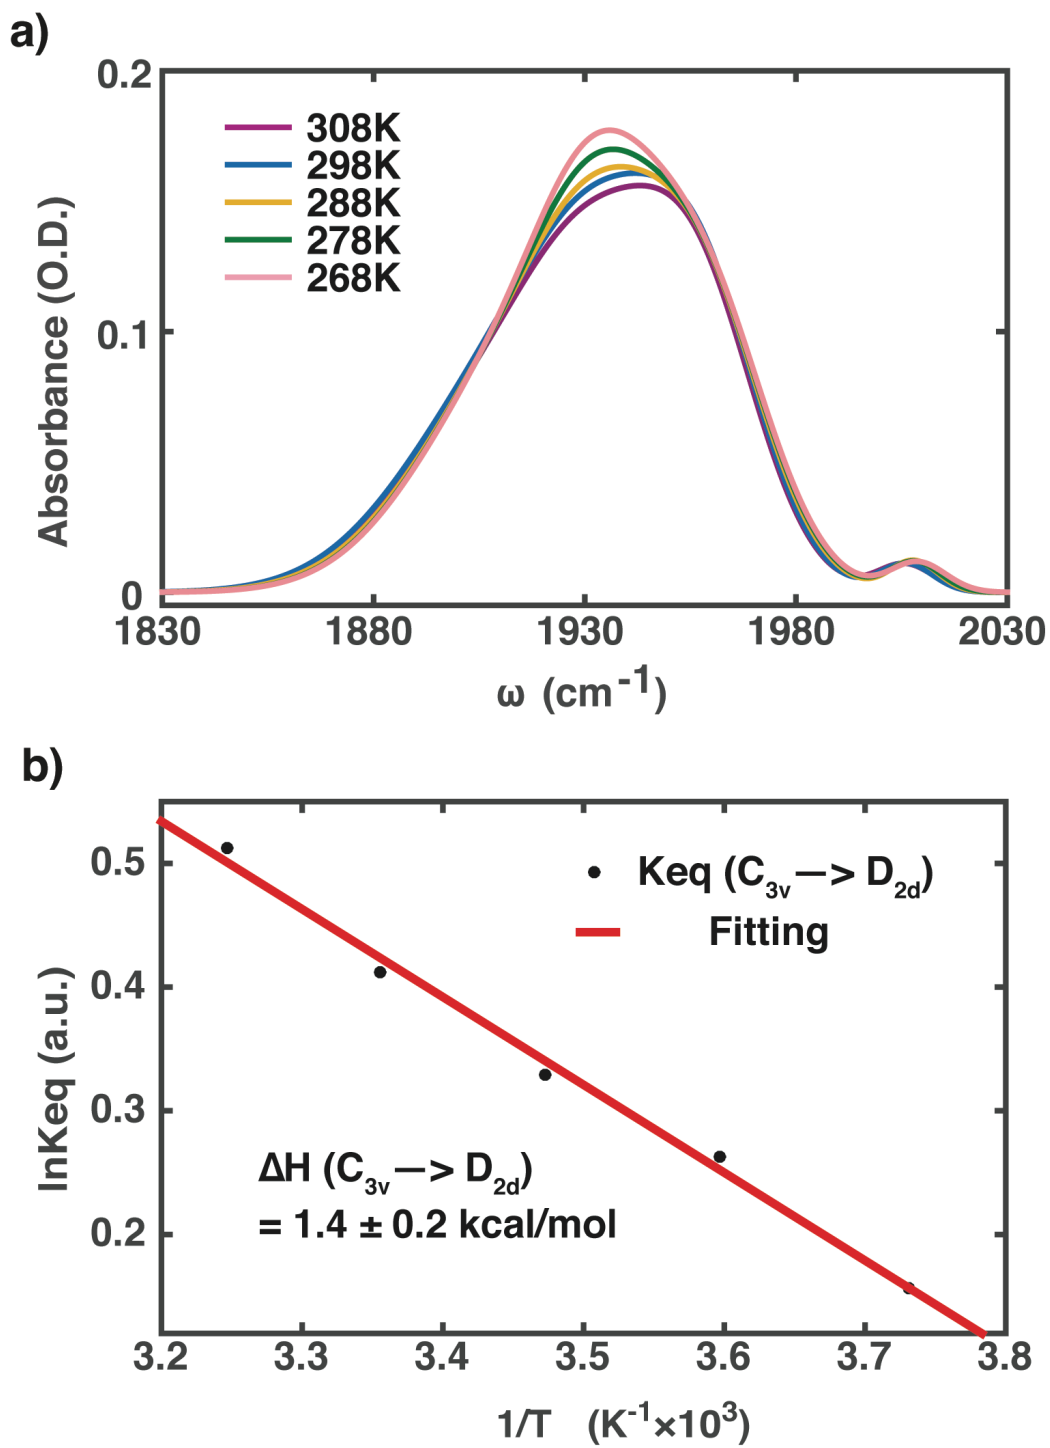 a)
0.2
0.1
0
Absorbance (O.D.)
308K
298K
288K
278K
268K
1830 1880 1930 1980 2030
ω (cm⁻¹)
b)
0.5
0.4
0.3
0.2
lnKeq (a.u.)
Keq (C₃ᵥ—> D₂d)
Fitting
ΔH (C₃ᵥ—> D₂d)
= 1.4 ± 0.2 kcal/mol
3.2 3.3 3.4 3.5 3.6 3.7 3.8
1/T (K⁻¹×10³)